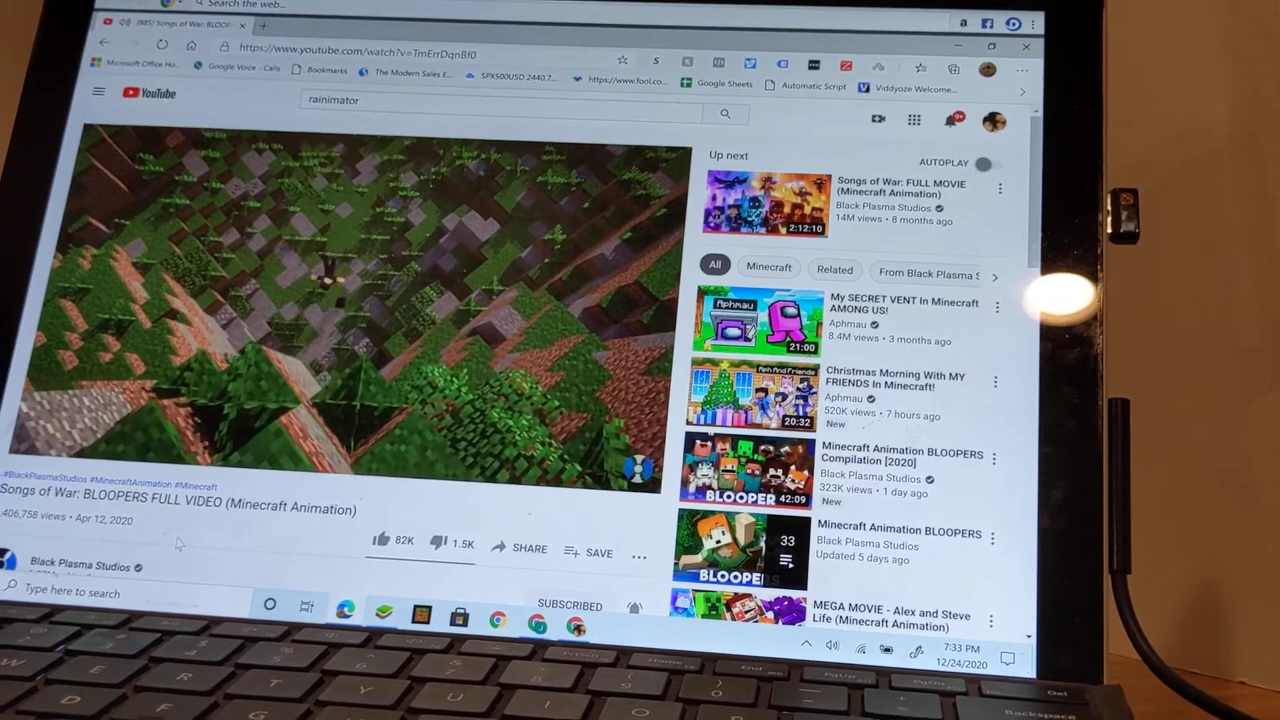 Search the web...
(885) Songs of War: BLOOP
https://www.youtube.com/watch?v=TmErrDqnBf0
Microsoft Office Ho...
Google Voice - Calls
Bookmarks
The Modern Sales E...
SPX500USD 2440.7...
https://www.fool.co...
Google Sheets
Automatic Script
Viddyoze Welcome...
YouTube
rainimator
9+
Up next
AUTOPLAY
Songs of War: FULL MOVIE
(Minecraft Animation)
Black Plasma Studios
14M views • 8 months ago
2:12:10
All
Minecraft
Related
From Black Plasma S
My SECRET VENT In Minecraft
AMONG US!
Aphmau
8.4M views • 3 months ago
Aphmau
21:00
Christmas Morning With MY
FRIENDS In Minecraft!
Aphmau
520K views • 7 hours ago
New
Aph And Friends
20:32
Minecraft Animation BLOOPERS
Compilation [2020]
Black Plasma Studios
323K views • 1 day ago
New
BLOOPER
42:09
Minecraft Animation BLOOPERS
Black Plasma Studios
Updated 5 days ago
33
BLOOPE
MEGA MOVIE - Alex and Steve
Life (Minecraft Animation)
#BlackPlasmaStudios #MinecraftAnimation #Minecraft
Songs of War: BLOOPERS FULL VIDEO (Minecraft Animation)
,406,758 views • Apr 12, 2020
82K
1.5K
SHARE
SAVE
Black Plasma Studios
SUBSCRIBED
Type here to search
7:33 PM
12/24/2020
Home
End
PgUp
PgDn
Del
Backspace
W
E
R
T
Y
U
I
O
D
F
G